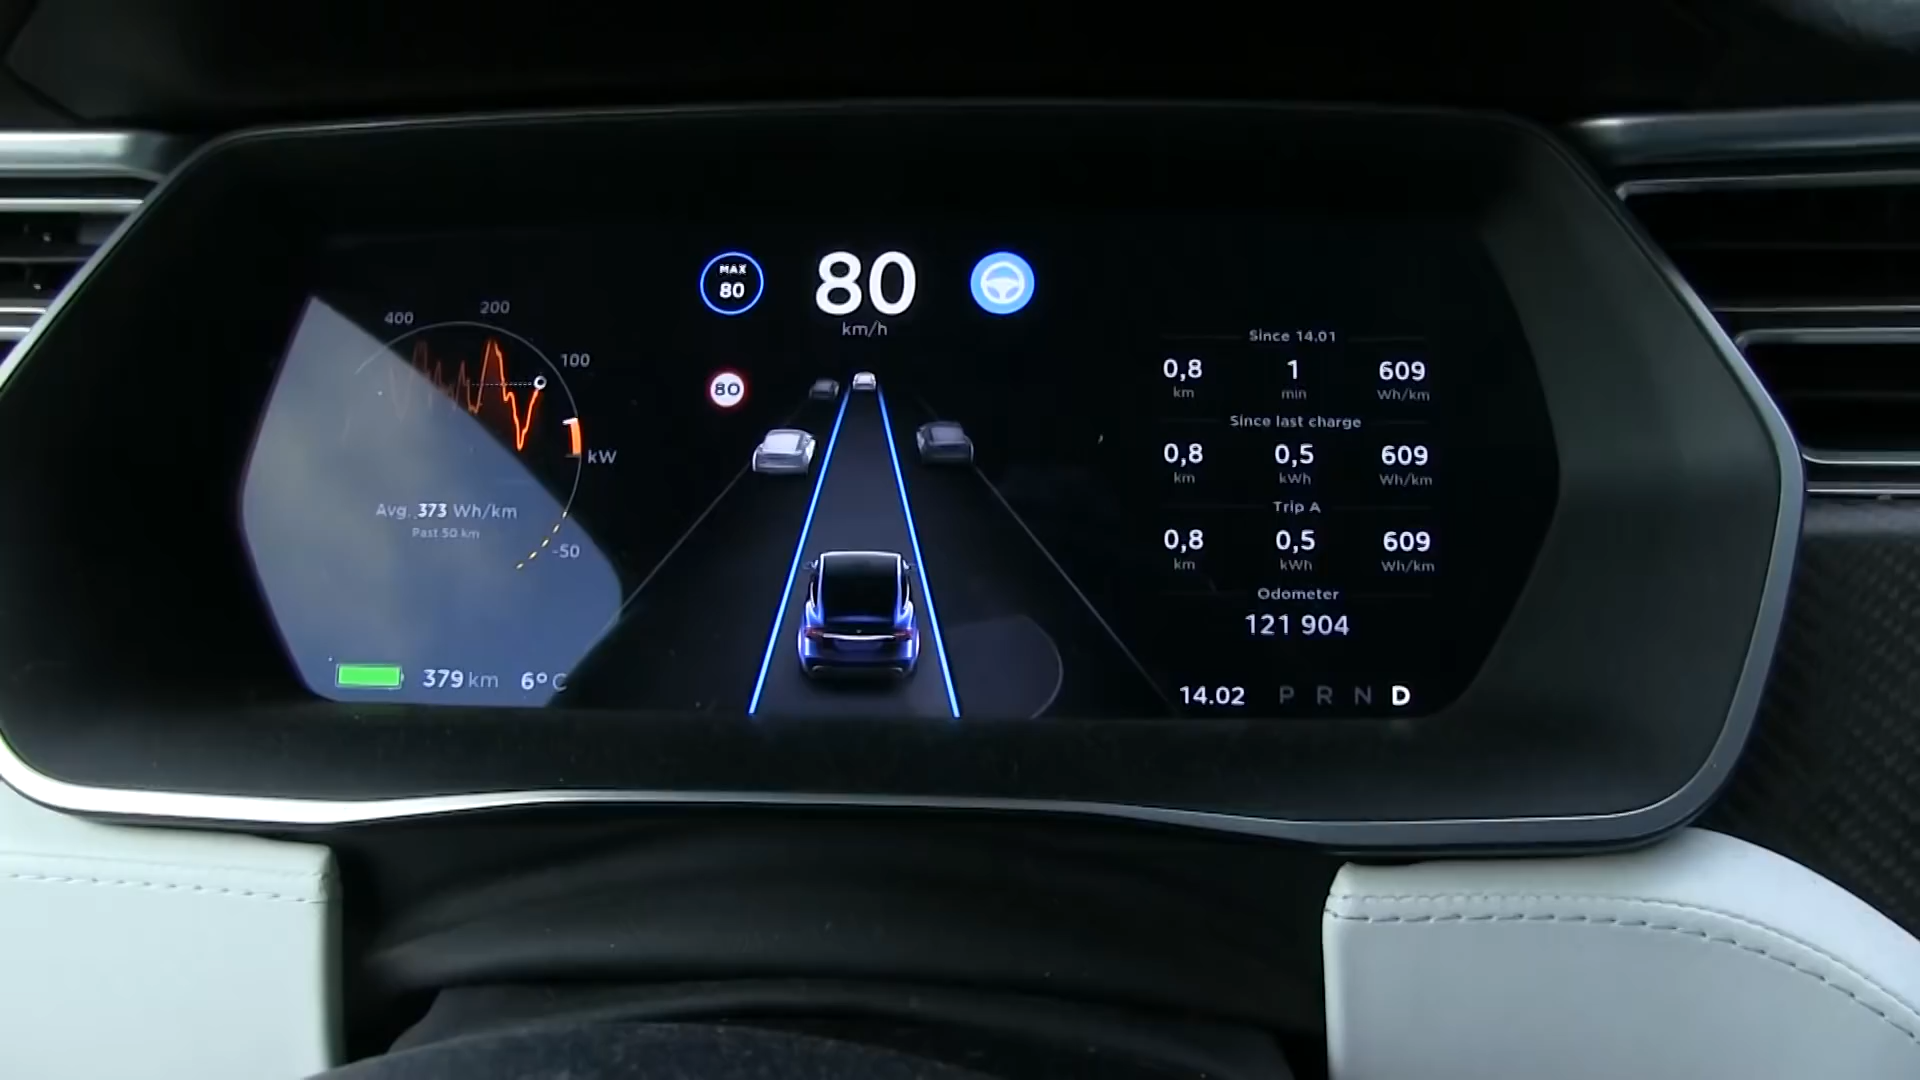 MAX
80
80
km/h
80
400
200
100
kW
-50
Avg. 373 Wh/km
Past 50 km
379 km 6°C
Since 14.01
0,8 1 609
km min Wh/km
Since last charge
0,8 0,5 609
km kWh Wh/km
Trip A
0,8 0,5 609
km kWh Wh/km
Odometer
121 904
14.02 P R N D